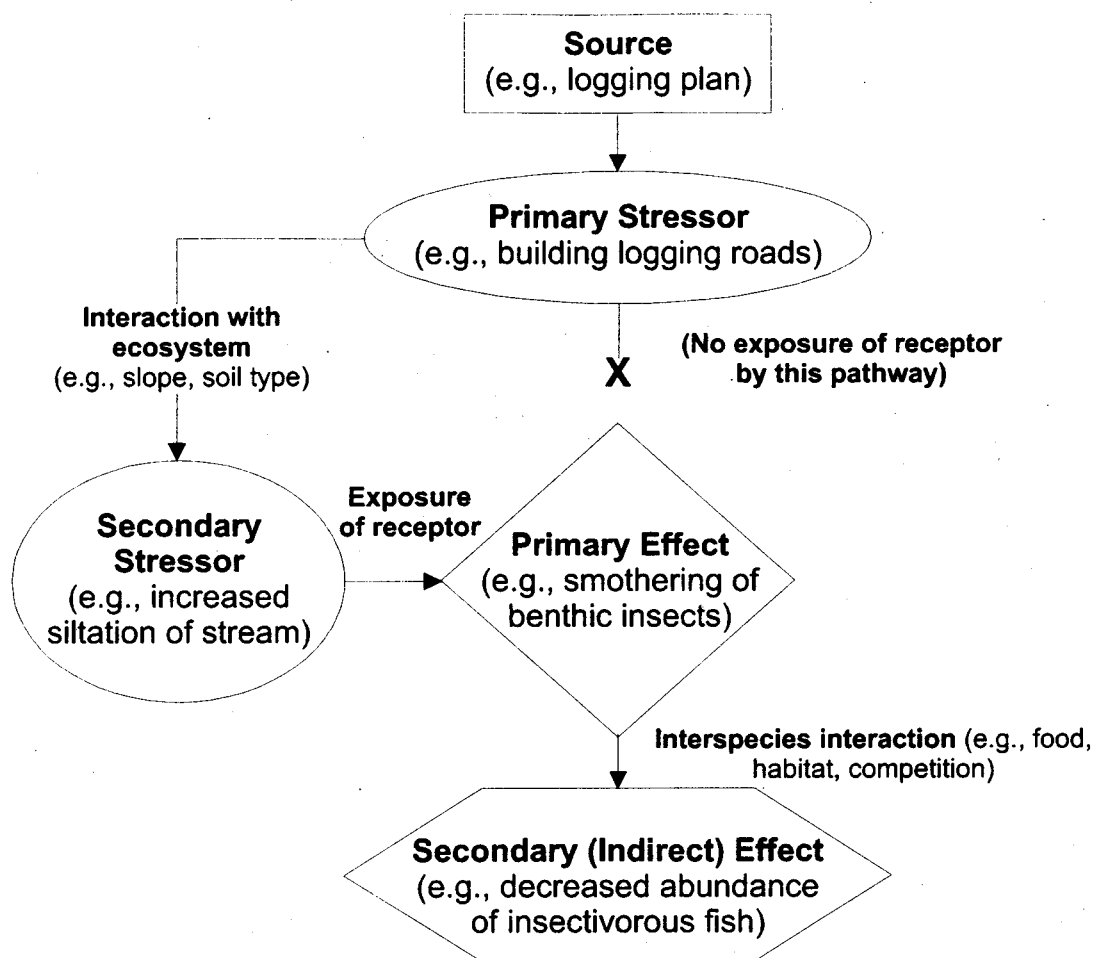 Source
(e.g., logging plan)
Primary Stressor
(e.g., building logging roads)
Interaction with
ecosystem
(e.g., slope, soil type)
(No exposure of receptor
by this pathway)
X
Secondary
Stressor
(e.g., increased
siltation of stream)
Exposure
of receptor
Primary Effect
(e.g., smothering of
benthic insects)
Interspecies interaction (e.g., food,
habitat, competition)
Secondary (Indirect) Effect
(e.g., decreased abundance
of insectivorous fish)